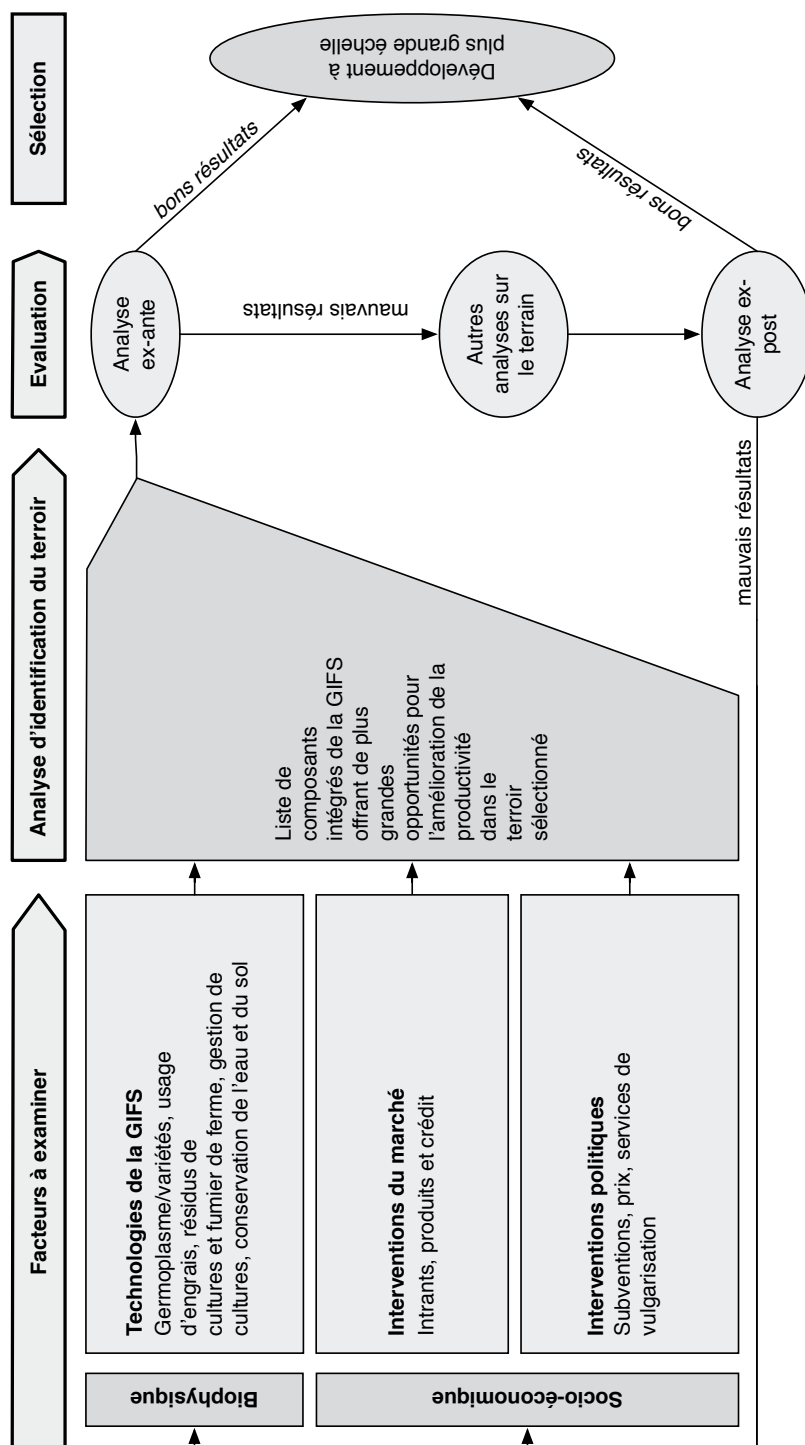 Facteurs à examiner
Analyse d'identification du terroir
Evaluation
Sélection
Biophysique
Technologies de la GIFS
Germoplasme/variétés, usage
d'engrais, résidus de
cultures et fumier de ferme, gestion de
cultures, conservation de l'eau et du sol
Socio-économique
Interventions du marché
Intrants, produits et crédit
Interventions politiques
Subventions, prix, services de
vulgarisation
Liste de
composants
intégrés de la GIFS
offrant de plus
grandes
opportunités pour
l'amélioration de la
productivité
dans le
terroir
sélectionné
Analyse
ex-ante
bons résultats
mauvais résultats
Autres
analyses sur
le terrain
Analyse ex-
post
bons résultats
mauvais résultats
Développement à
plus grande échelle